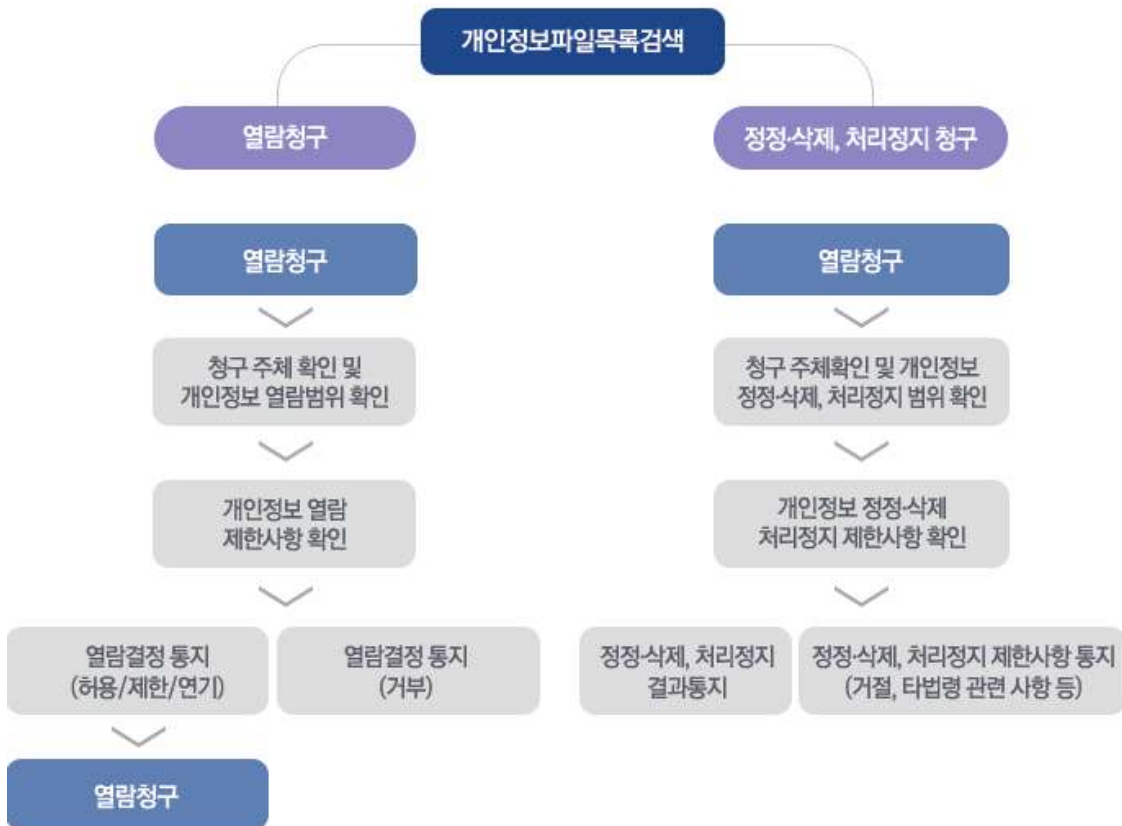 개인정보파일목록검색
열람청구
정정·삭제, 처리정지 청구
열람청구
열람청구
청구 주체 확인 및
개인정보 열람범위 확인
청구 주체확인 및 개인정보
정정·삭제, 처리정지 범위 확인
개인정보 열람
제한사항 확인
개인정보 정정·삭제
처리정지 제한사항 확인
열람결정 통지
(허용/제한/연기)
열람결정 통지
(거부)
정정·삭제, 처리정지
결과통지
정정·삭제, 처리정지 제한사항 통지
(거절, 타법령 관련 사항 등)
열람청구